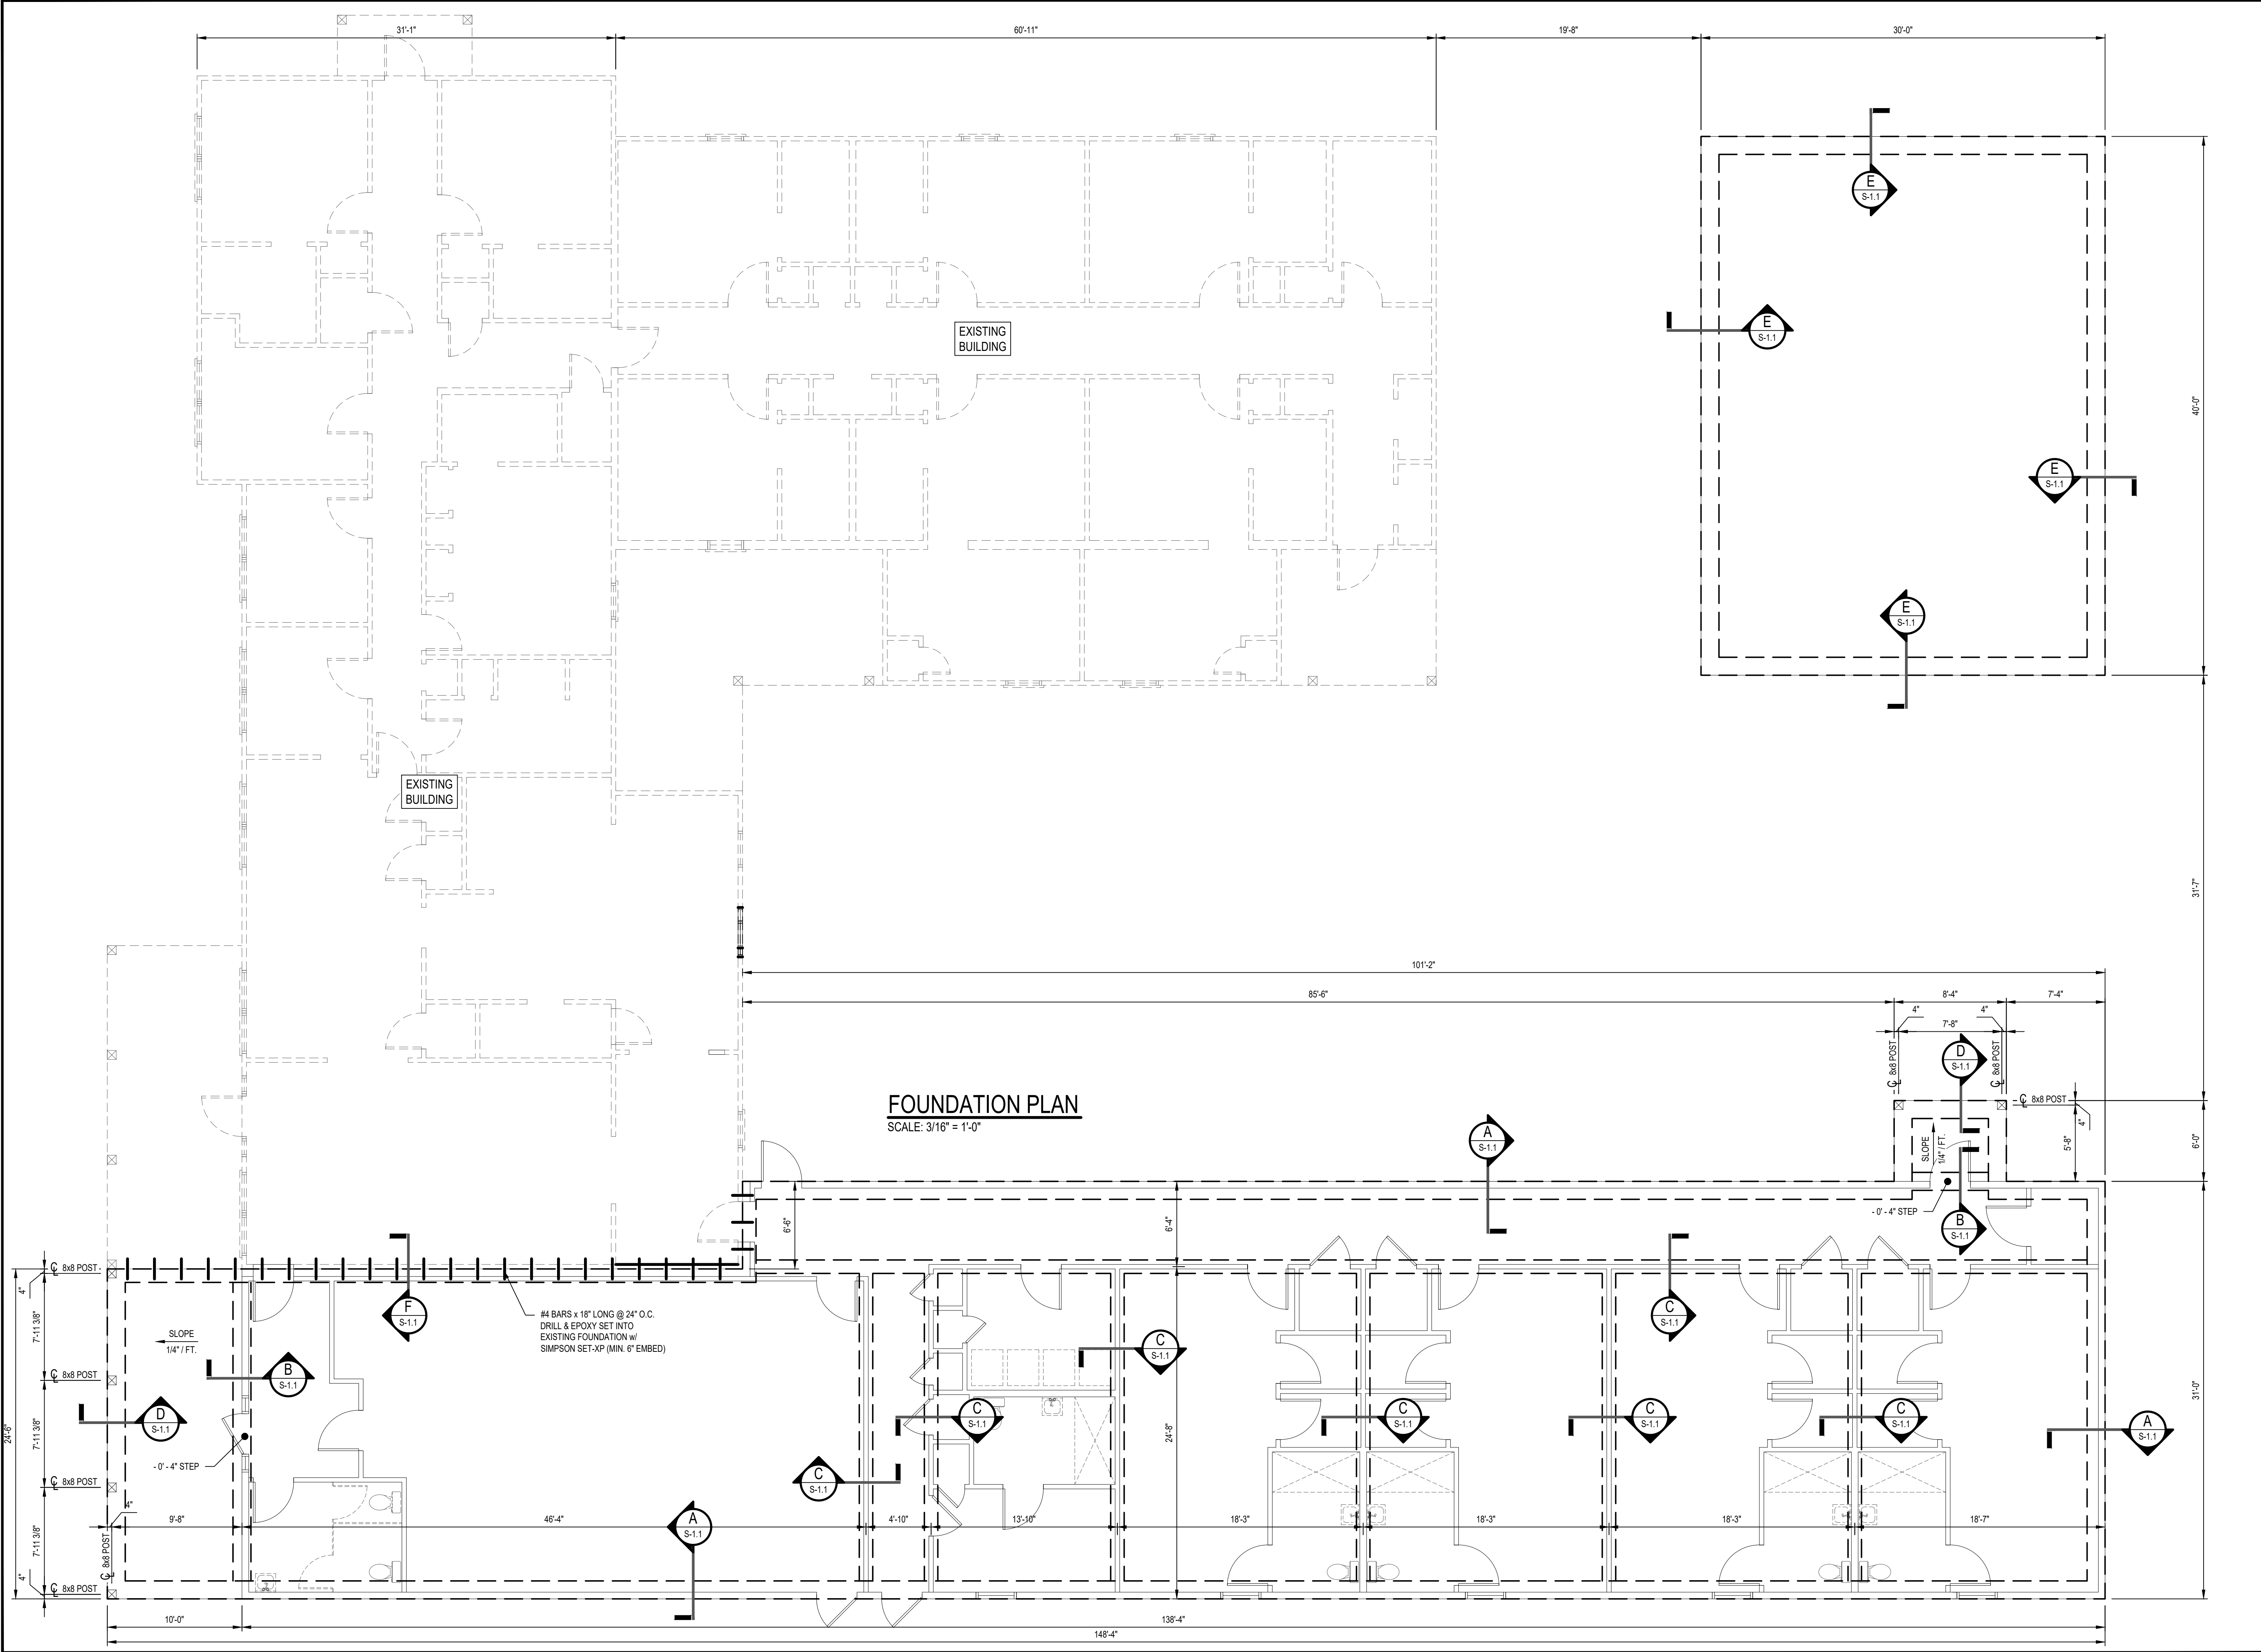 31'-1"
60'-11"
19'-8"
30'-0"
E
S-1.1
E
S-1.1
EXISTING
BUILDING
40'-0"
E
S-1.1
E
S-1.1
EXISTING
BUILDING
31'-7"
101'-2"
85'-6"
8'-4"
7'-4"
4"
4"
7'-8"
℄ 8x8 POST
℄ 8x8 POST
D
S-1.1
FOUNDATION PLAN
SCALE: 3/16" = 1'-0"
℄ 8x8 POST
4"
5'-8"
6'-0"
A
S-1.1
SLOPE
1/4" / FT.
- 0' - 4" STEP
B
S-1.1
6'-6"
6'-4"
℄ 8x8 POST
4"
7'-11 3/8"
SLOPE
1/4" / FT.
F
S-1.1
#4 BARS x 18" LONG @ 24" O.C.
DRILL & EPOXY SET INTO
EXISTING FOUNDATION w/
SIMPSON SET-XP (MIN. 6" EMBED)
C
S-1.1
C
S-1.1
B
S-1.1
℄ 8x8 POST
24'-6"
7'-11 3/8"
D
S-1.1
- 0' - 4" STEP
C
S-1.1
24'-8"
C
S-1.1
C
S-1.1
C
S-1.1
A
S-1.1
31'-0"
C
S-1.1
℄ 8x8 POST
4"
7'-11 3/8"
9'-8"
46'-4"
A
S-1.1
4'-10"
13'-10"
18'-3"
18'-3"
18'-3"
18'-7"
℄ 8x8 POST
4"
℄ 8x8 POST
10'-0"
138'-4"
148'-4"